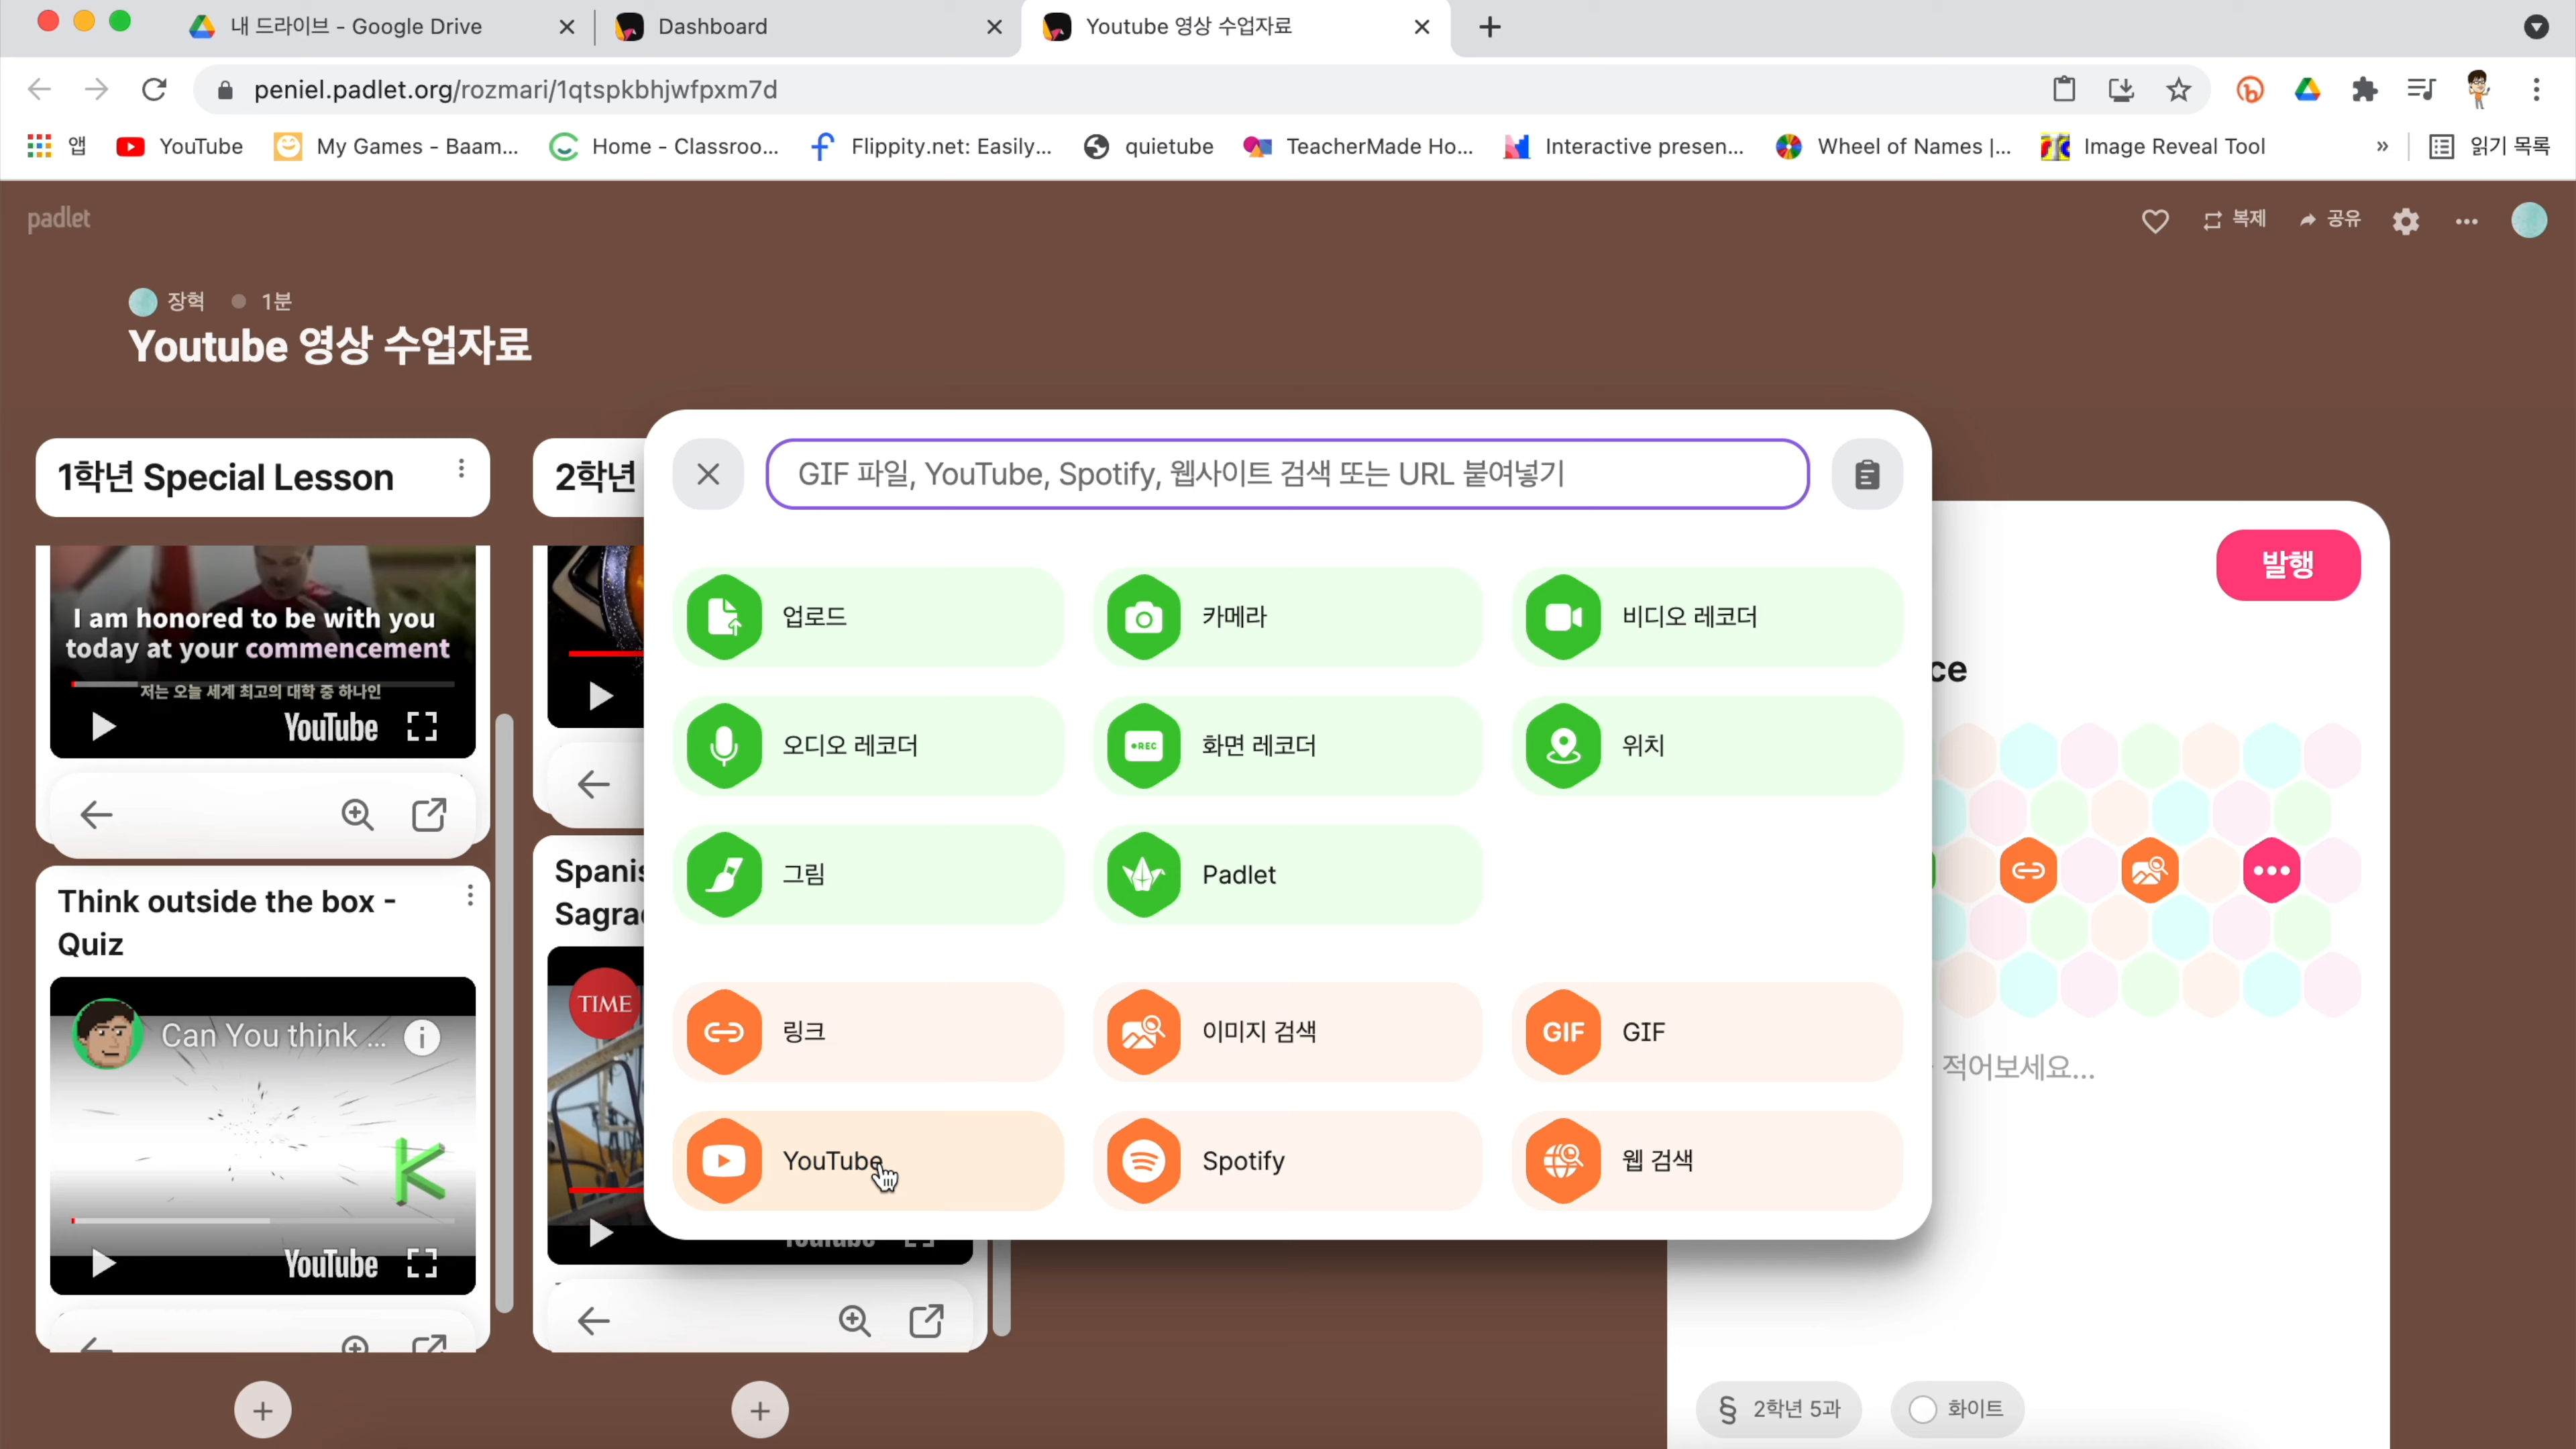 내 드라이브 - Google Drive
Dashboard
Youtube 영상 수업자료
peniel.padlet.org/rozmari/1qtspkbhjwfpxm7d
앱
YouTube
My Games - Baam...
Home - Classroo...
Flippity.net: Easily...
quietube
TeacherMade Ho...
Interactive presen...
Wheel of Names |...
Image Reveal Tool
»
읽기 목록
padlet
복제
공유
장혁 1분
Youtube 영상 수업자료
1학년 Special Lesson
I am honored to be with you
today at your commencement
저는 오늘 세계 최고의 대학 중 하나인
YouTube
Think outside the box -
Quiz
Can You think ...
K
YouTube
2학년
TIME
GIF 파일, YouTube, Spotify, 웹사이트 검색 또는 URL 붙여넣기
업로드
카메라
비디오 레코더
오디오 레코더
REC
화면 레코더
위치
그림
Padlet
링크
이미지 검색
GIF
GIF
YouTube
Spotify
웹 검색
발행
적어보세요...
§ 2학년 5과
화이트